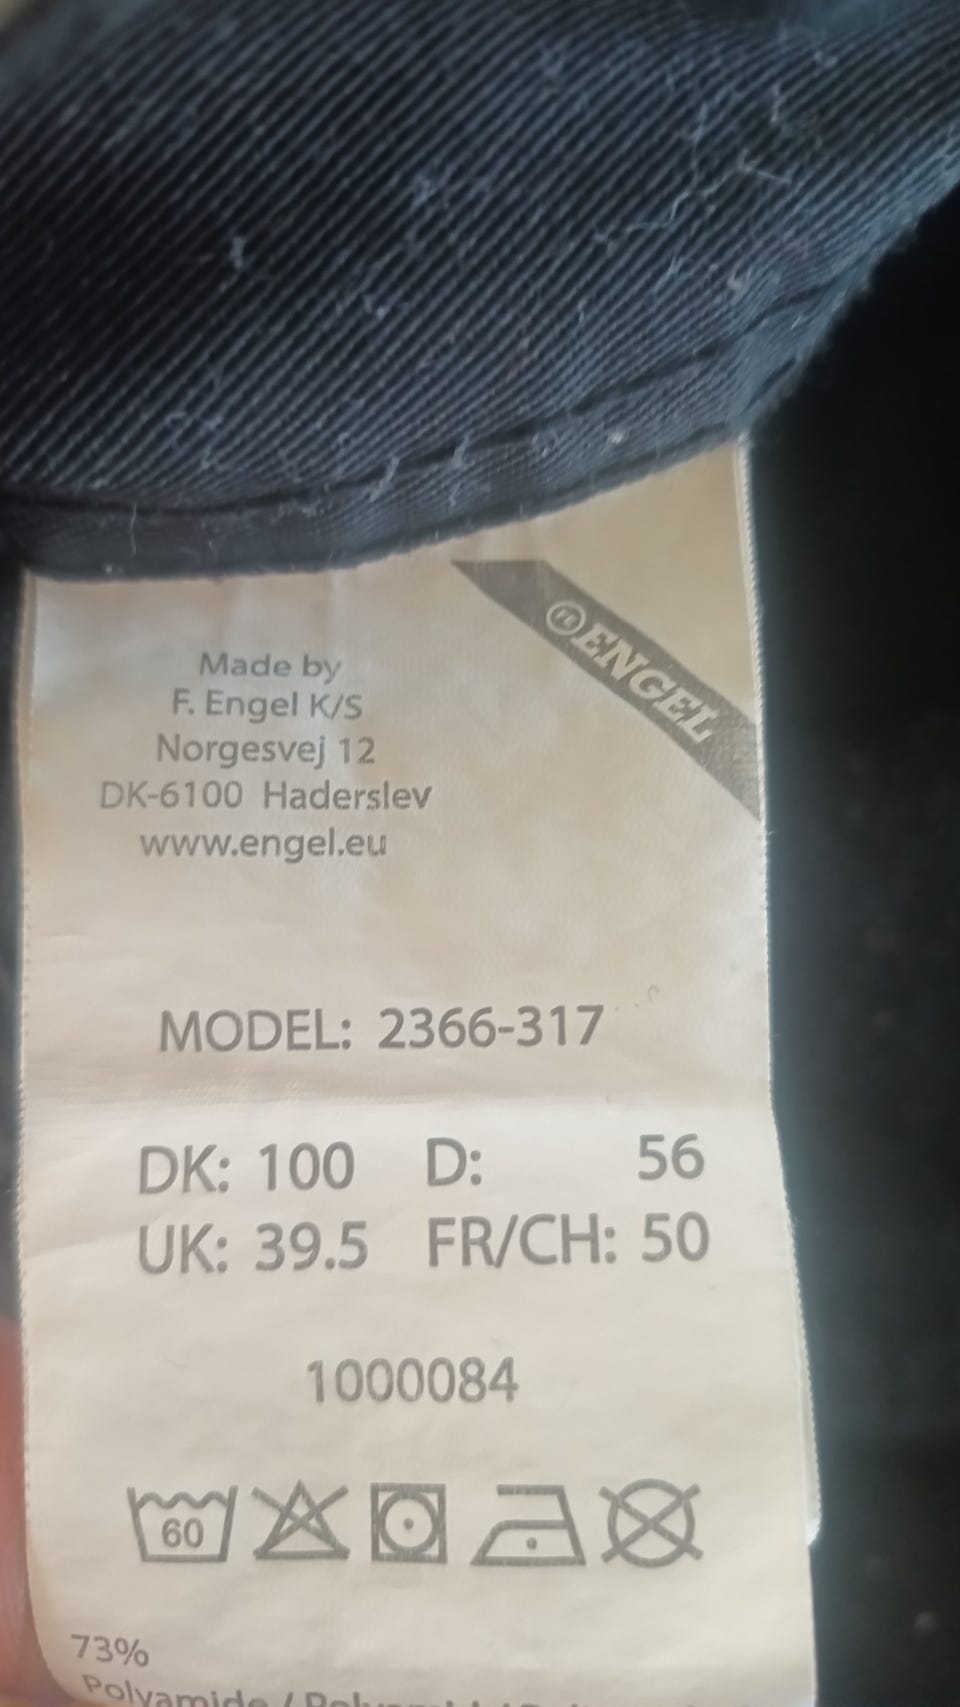 ENGEL
Made by
F. Engel K/S
Norgesvej 12
DK-6100 Haderslev
www.engel.eu
MODEL: 2366-317
DK: 100 D: 56
UK: 39.5 FR/CH: 50
1000084
60
73%
Polyamide /